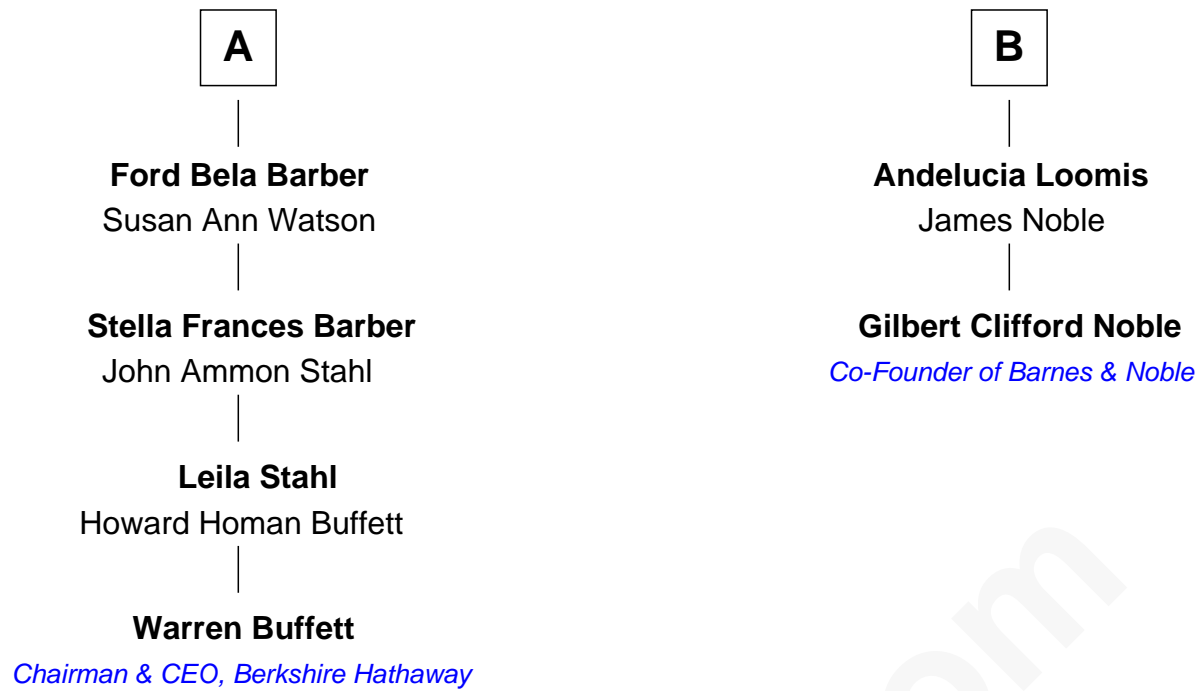 A
Ford Bela Barber
Susan Ann Watson
Stella Frances Barber
John Ammon Stahl
Leila Stahl
Howard Homan Buffett
Warren Buffett
Chairman & CEO, Berkshire Hathaway
B
Andelucia Loomis
James Noble
Gilbert Clifford Noble
Co-Founder of Barnes & Noble
om